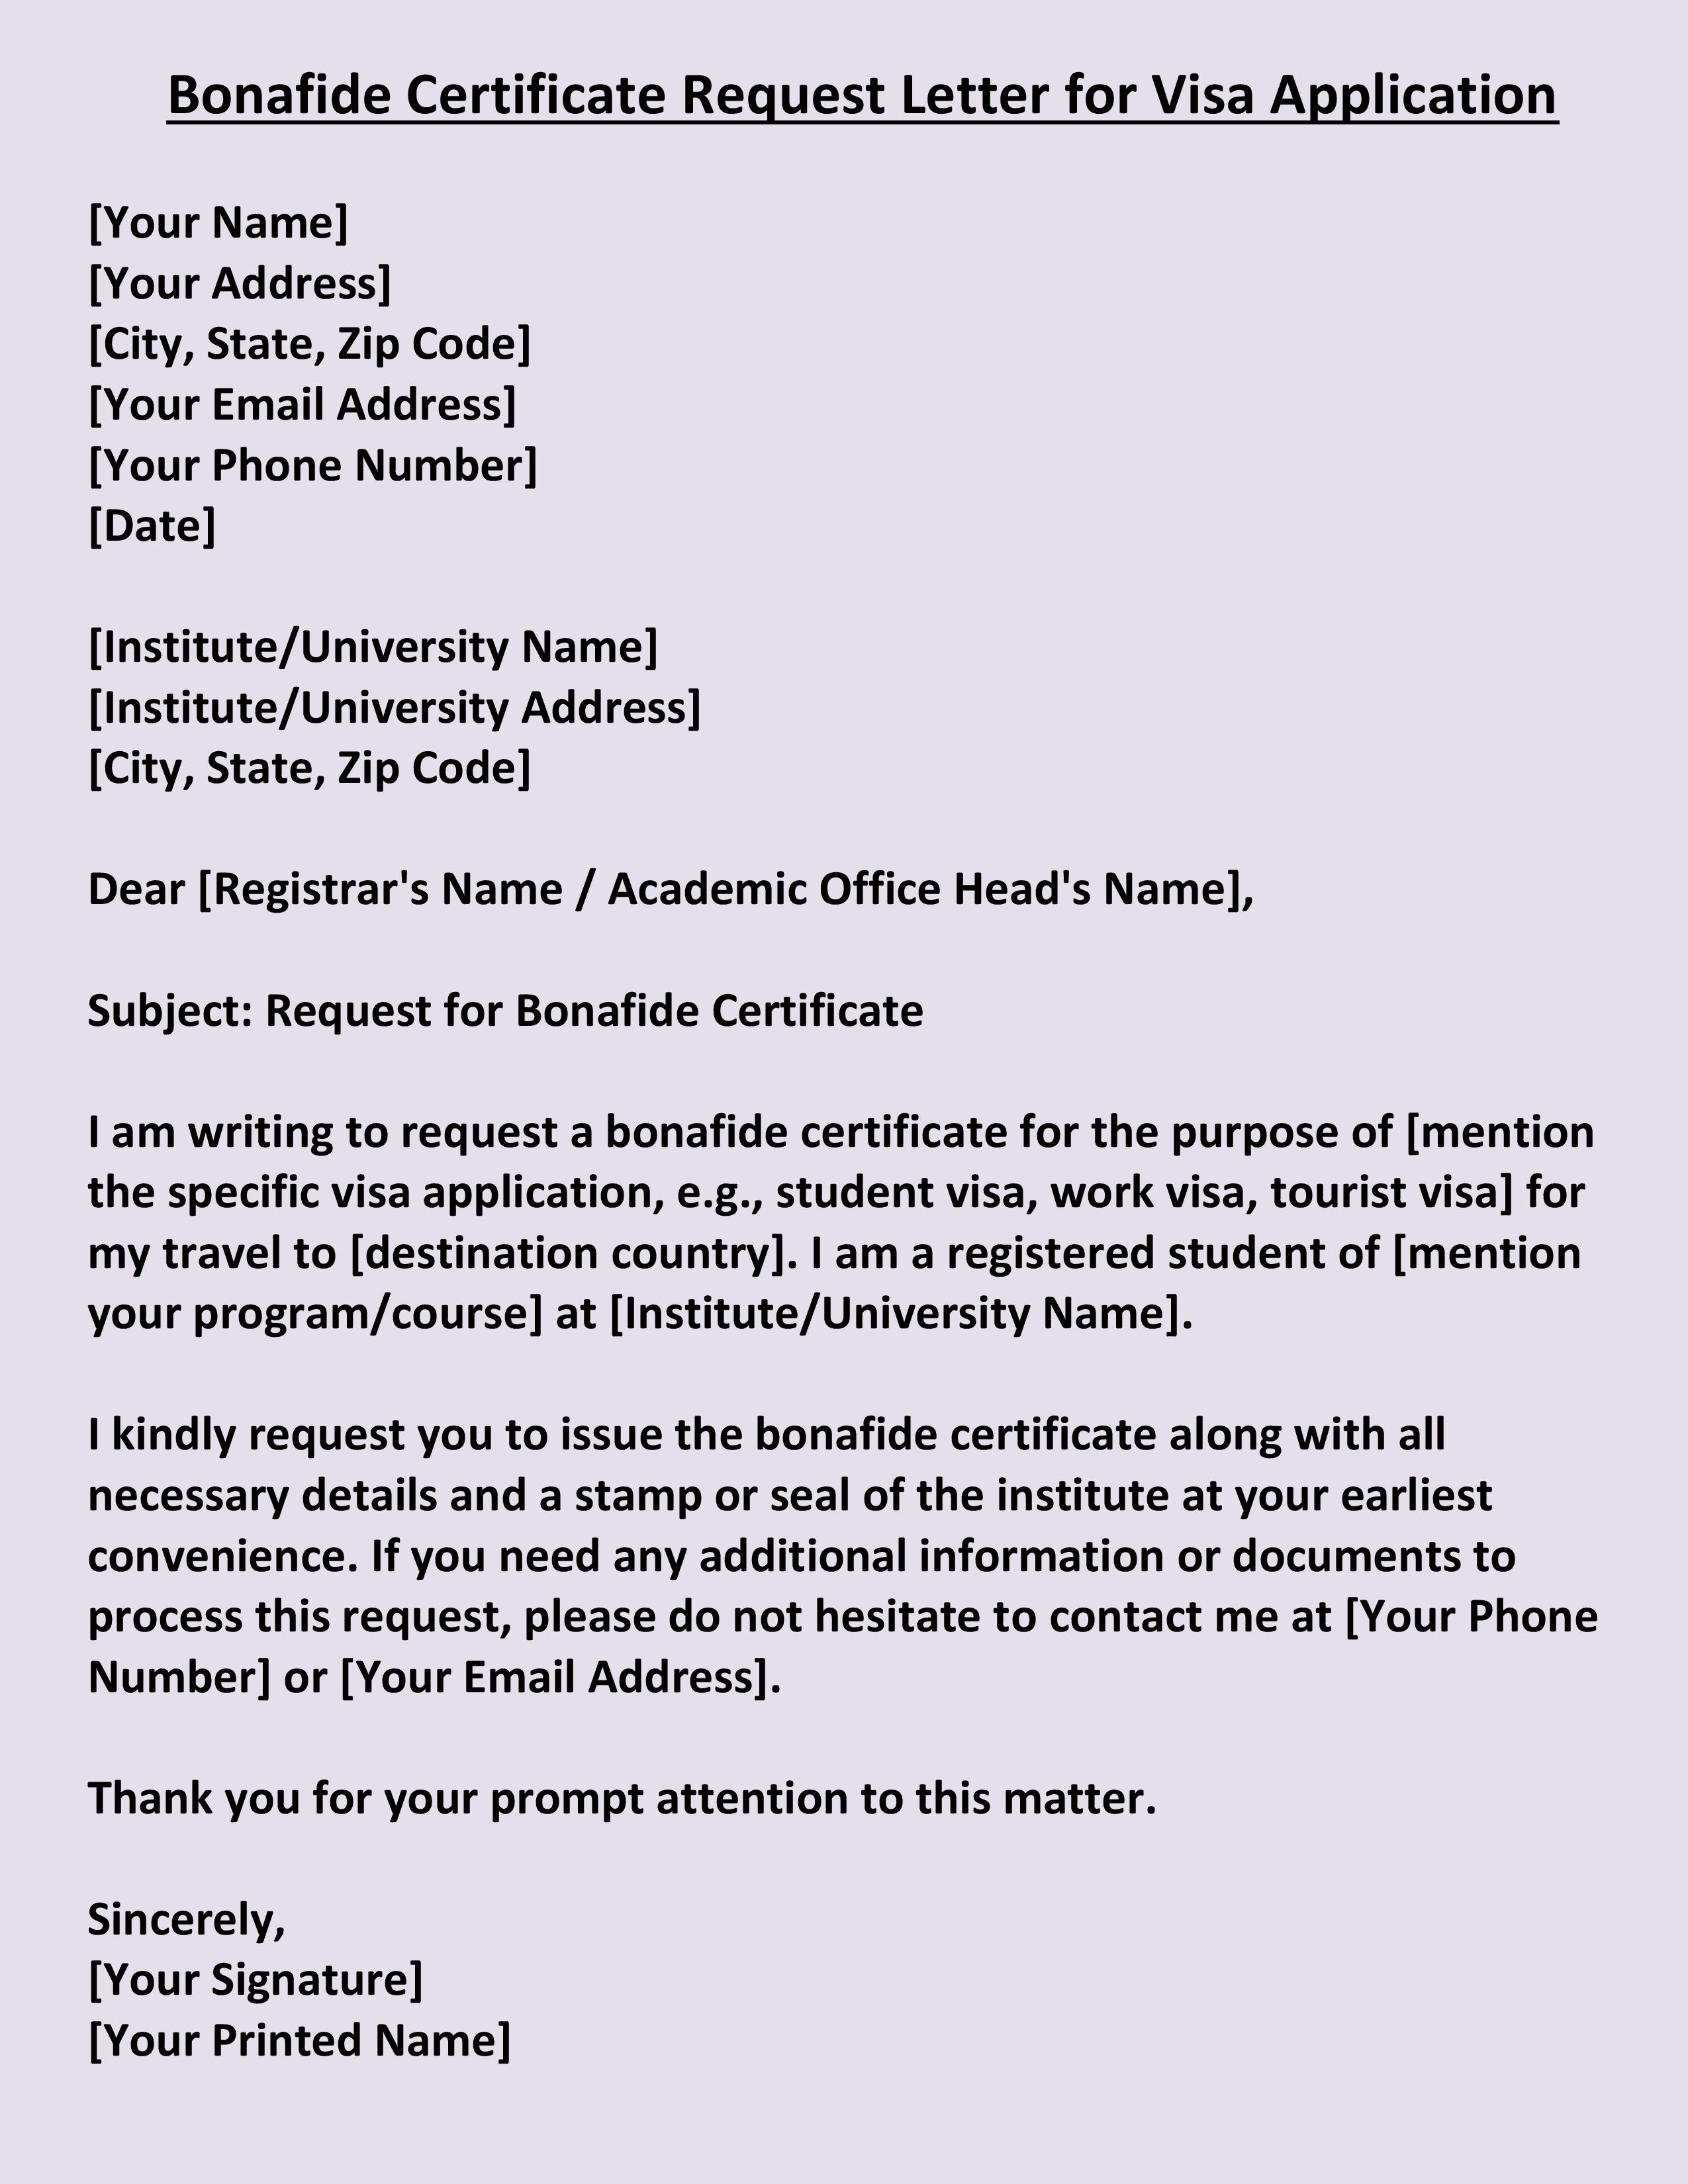 Bonafide Certificate Request Letter for Visa Application
[Your Name]
[Your Address]
[City, State, Zip Code]
[Your Email Address]
[Your Phone Number]
[Date]
[Institute/University Name]
[Institute/University Address]
[City, State, Zip Code]
Dear [Registrar's Name / Academic Office Head's Name],
Subject: Request for Bonafide Certificate
I am writing to request a bonafide certificate for the purpose of [mention
the specific visa application, e.g., student visa, work visa, tourist visa] for
my travel to [destination country]. I am a registered student of [mention
your program/course] at [Institute/University Name].
I kindly request you to issue the bonafide certificate along with all
necessary details and a stamp or seal of the institute at your earliest
convenience. If you need any additional information or documents to
process this request, please do not hesitate to contact me at [Your Phone
Number] or [Your Email Address].
Thank you for your prompt attention to this matter.
Sincerely,
[Your Signature]
[Your Printed Name]